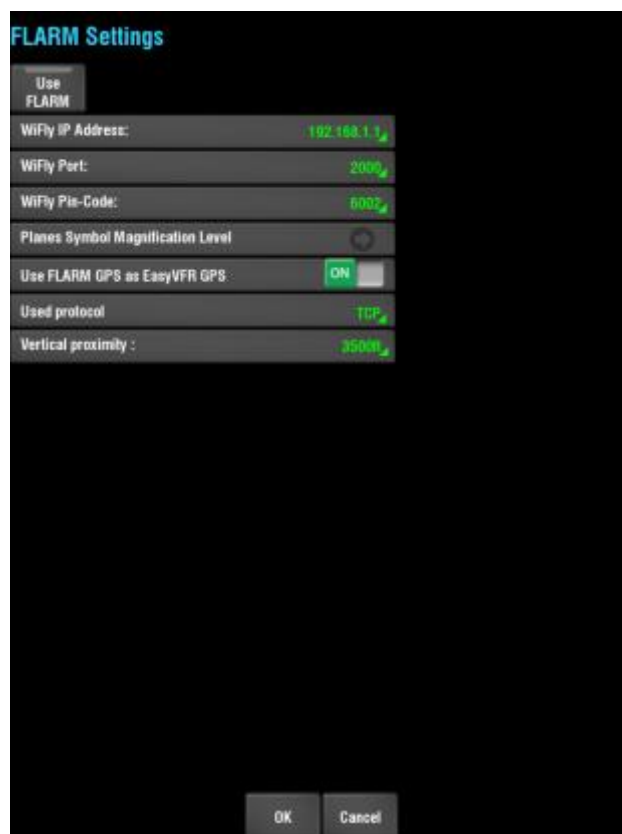 FLARM Settings
Use
FLARM
WiFly IP Address: 192.168.1.1
WiFly Port: 2000
WiFly Pin-Code: 6002
Planes Symbol Magnification Level
Use FLARM GPS as EasyVFR GPS ON
Used protocol TCP
Vertical proximity : 3500ft
OK Cancel